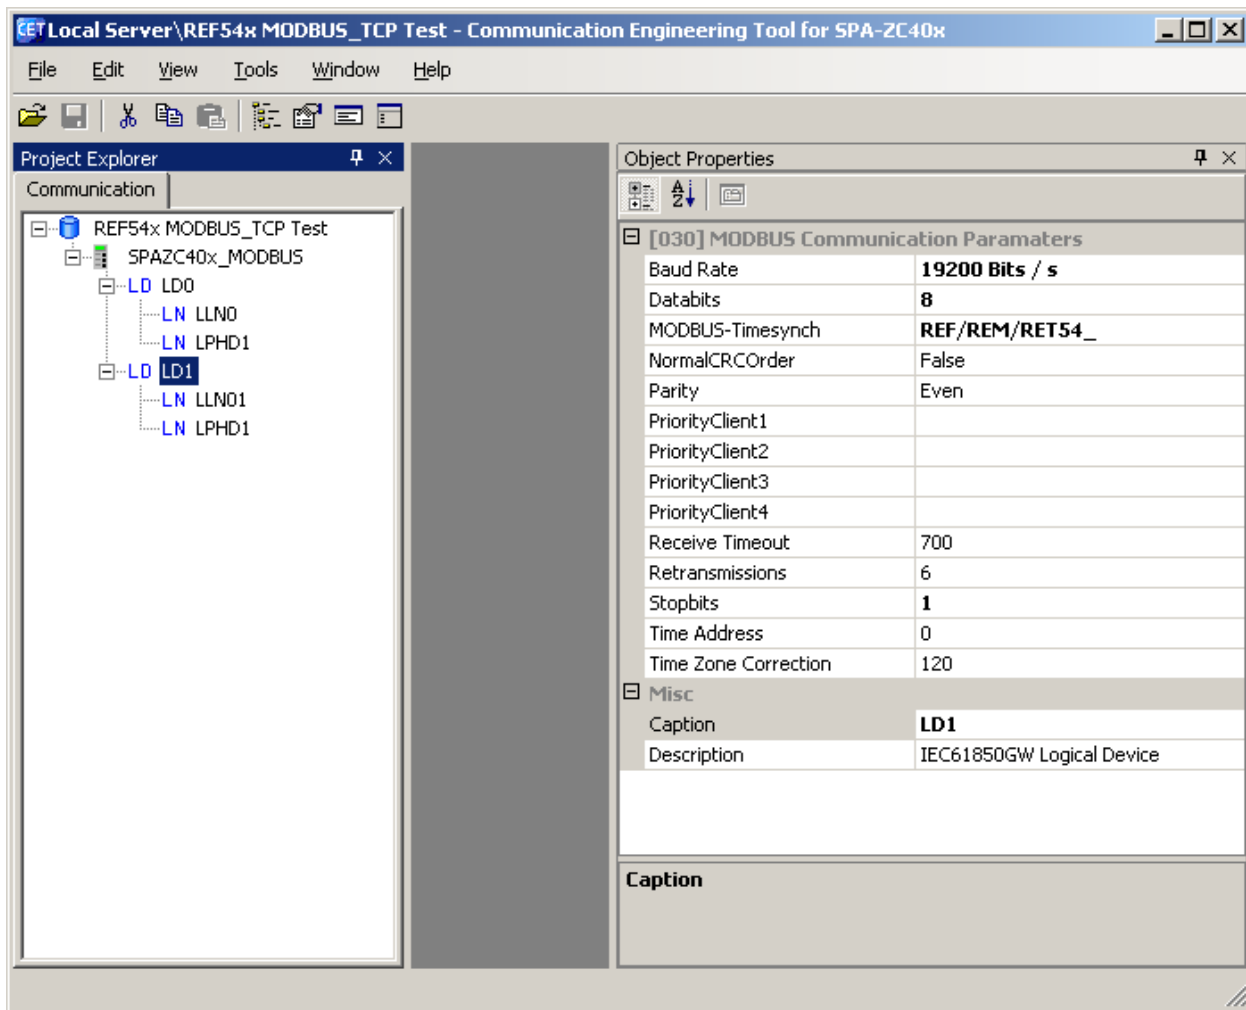 CET Local Server\REF54x MODBUS_TCP Test - Communication Engineering Tool for SPA-ZC40x
File Edit View Tools Window Help
Project Explorer
Communication
REF54x MODBUS_TCP Test
SPAZC40x_MODBUS
LD LD0
LN LLN0
LN LPHD1
LD LD1
LN LLN01
LN LPHD1
Object Properties
[030] MODBUS Communication Paramaters
Baud Rate 19200 Bits / s
Databits 8
MODBUS-Timesynch REF/REM/RET54_
NormalCRCOrder False
Parity Even
PriorityClient1
PriorityClient2
PriorityClient3
PriorityClient4
Receive Timeout 700
Retransmissions 6
Stopbits 1
Time Address 0
Time Zone Correction 120
Misc
Caption LD1
Description IEC61850GW Logical Device
Caption